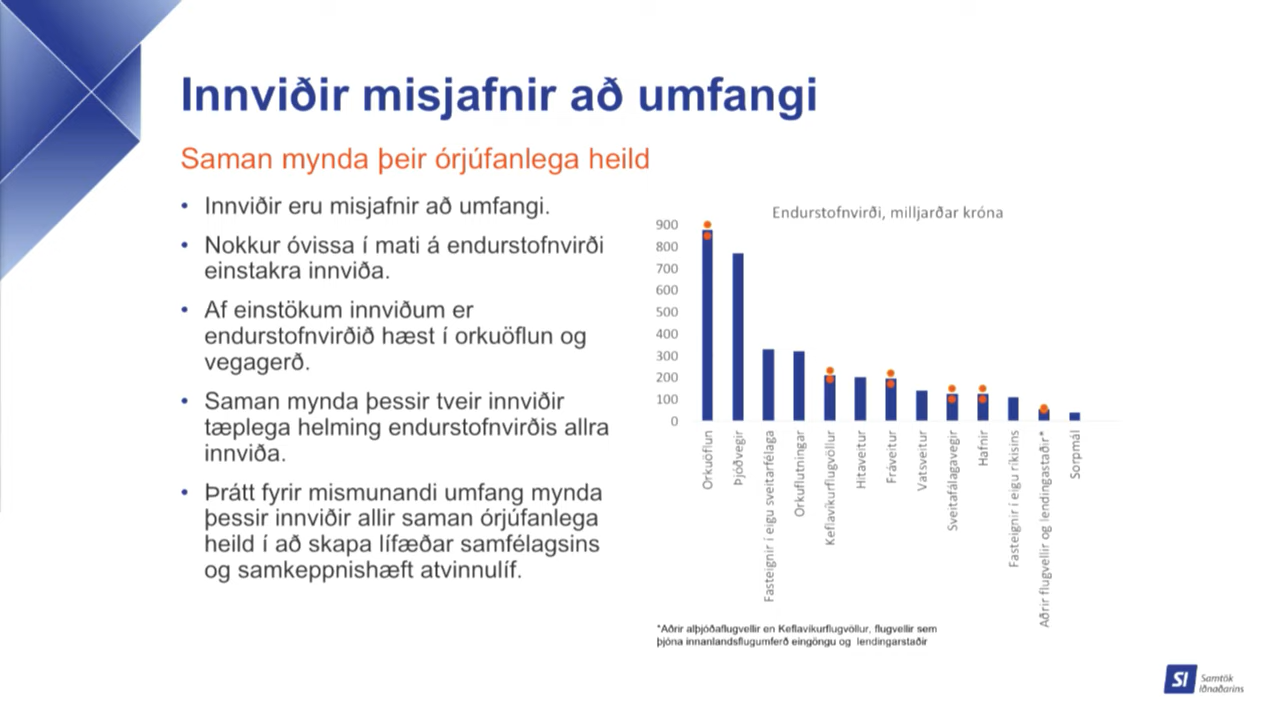 Innviðir misjafnir að umfangi
Saman mynda þeir órjúfanlega heild
• Innviðir eru misjafnir að umfangi.
• Nokkur óvissa í mati á endurstofnvirði
einstakra innviða.
• Af einstökum innviðum er
endurstofnvirðið hæst í orkuöflun og
vegagerð.
• Saman mynda þessir tveir innviðir
tæplega helming endurstofnvirðis allra
innviða.
• Þrátt fyrir mismunandi umfang mynda
þessir innviðir allir saman órjúfanlega
heild í að skapa lífæðar samfélagsins
og samkeppnishæft atvinnulíf.
Endurstofnvirði, milljarðar króna
900
800
700
600
500
400
300
200
100
0
Orkuöflun
Þjóðvegir
Fasteignir í eigu sveitarfélaga
Orkuflutningar
Keflavíkurflugvöllur
Hitaveitur
Fráveitur
Vatsveitur
Sveitafálagavegir
Hafnir
Fasteignir í eigu ríkisins
Aðrir flugvellir og lendingastaðir*
Sorpmál
*Aðrir alþjóðaflugvellir en Keflavíkurflugvöllur, flugvellir sem
þjóna innanlandsflugumferð eingöngu og lendingarstaðir
SI
Samtök
iðnaðarins